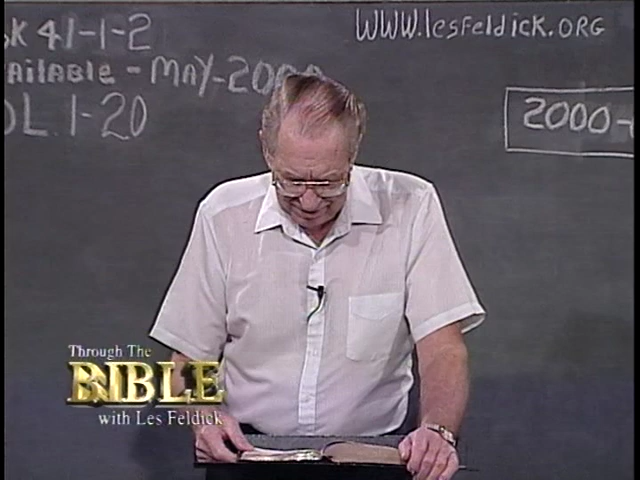 WWW.lesFeldick.ORG
K 41-1-2
AilABlE - MAY-2000
OL. 1-20
2000-
Through The
BIBLE
with Les Feldick